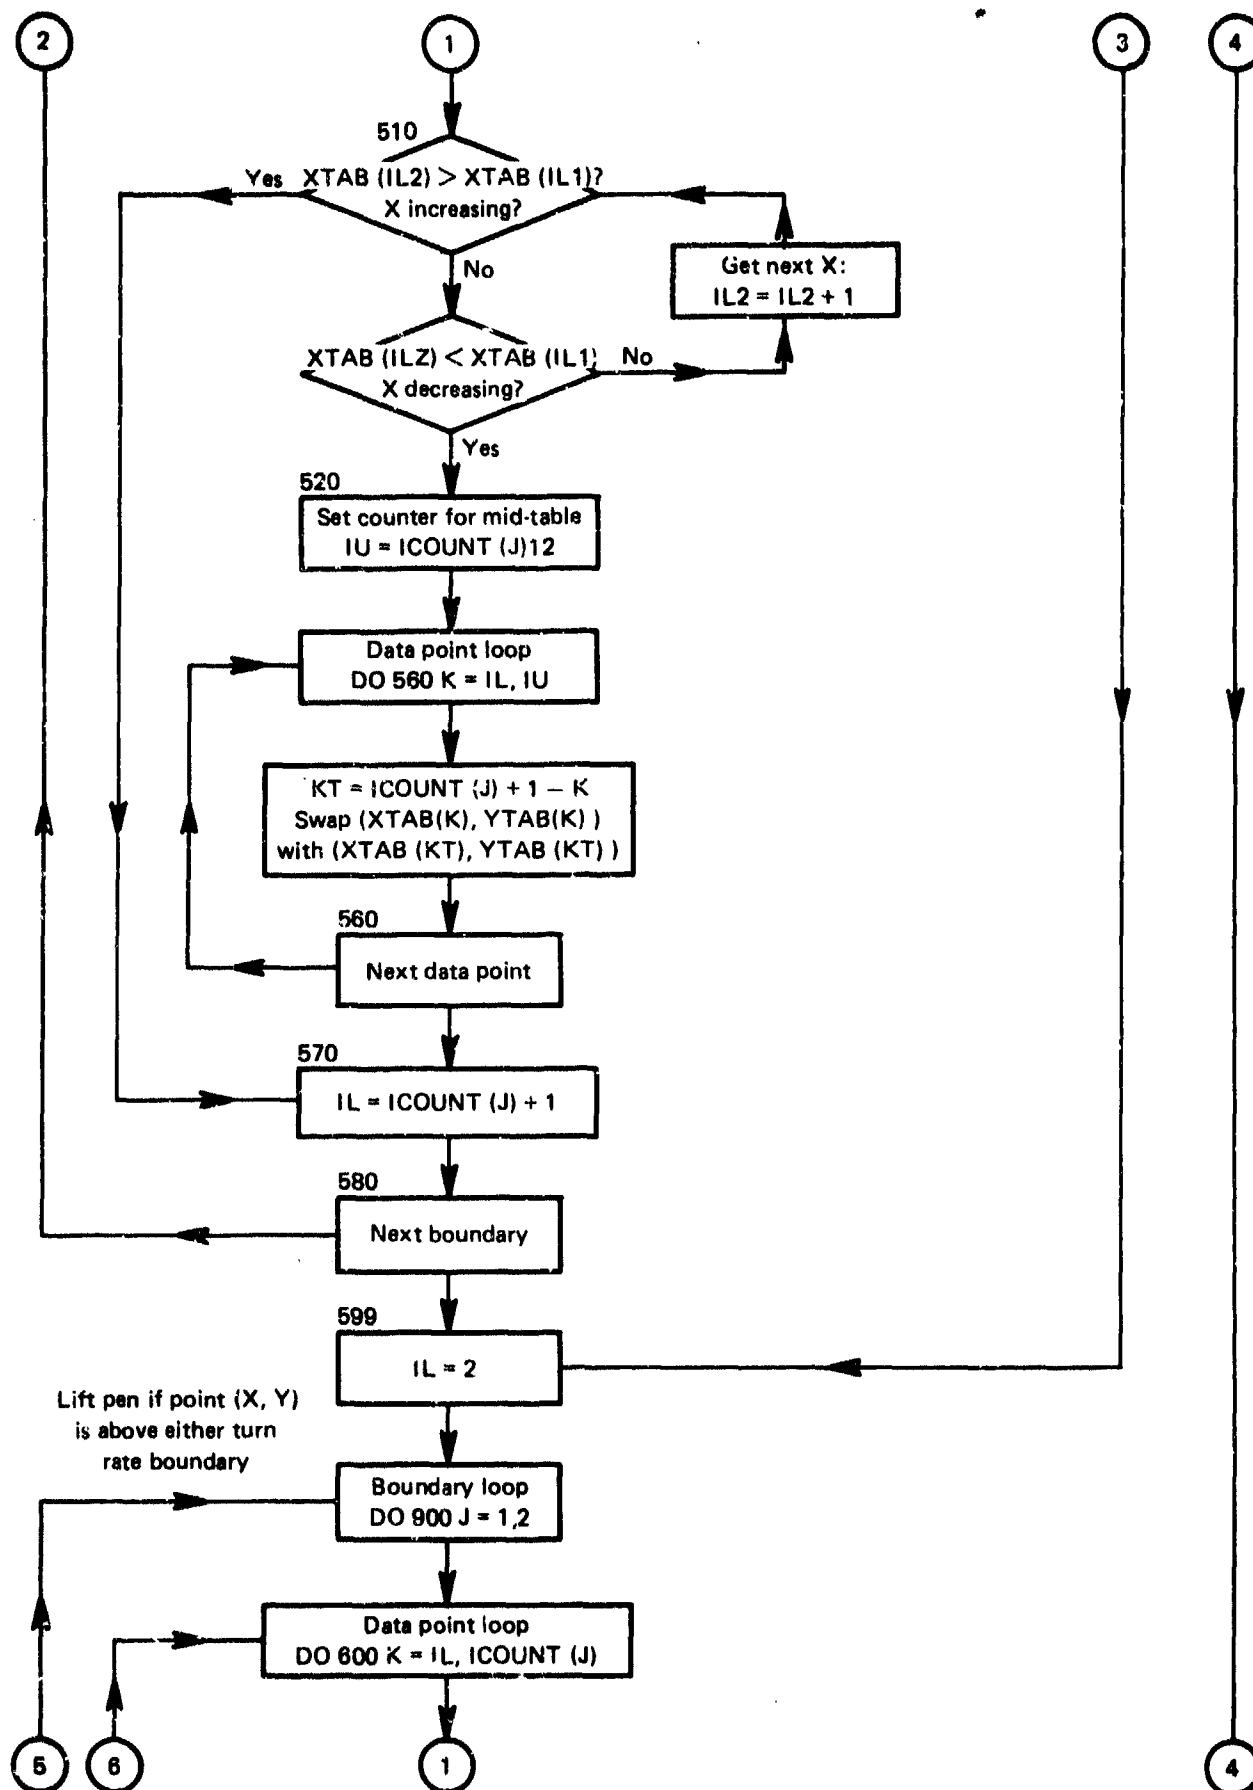 2
1
3
4
510
Yes XTAB (IL2) > XTAB (IL1)?
X increasing?
No
Get next X:
IL2 = IL2 + 1
XTAB (ILZ) < XTAB (IL1) No
X decreasing?
Yes
520
Set counter for mid-table
IU = ICOUNT (J)12
Data point loop
DO 560 K = IL, IU
KT = ICOUNT (J) + 1 – K
Swap (XTAB(K), YTAB(K) )
with (XTAB (KT), YTAB (KT) )
560
Next data point
570
IL = ICOUNT (J) + 1
580
Next boundary
599
IL = 2
Lift pen if point (X, Y)
is above either turn
rate boundary
Boundary loop
DO 900 J = 1,2
Data point loop
DO 600 K = IL, ICOUNT (J)
5
6
1
4